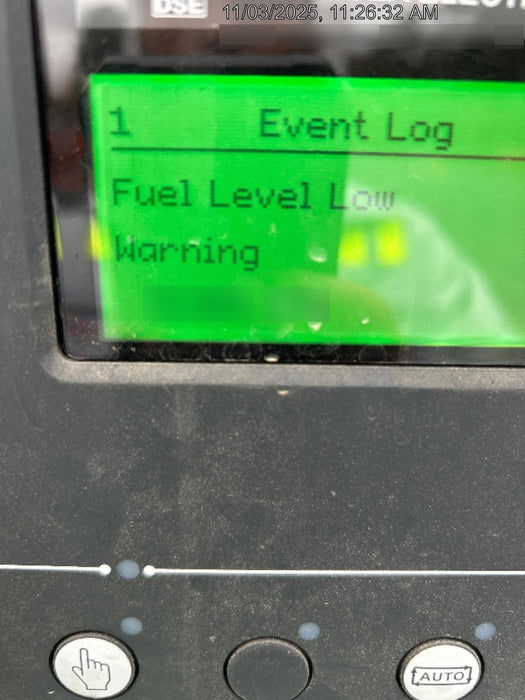 DSE
11/03/2025, 11:26:32 AM
1 Event Log
Fuel Level Low
Warning
AUTO